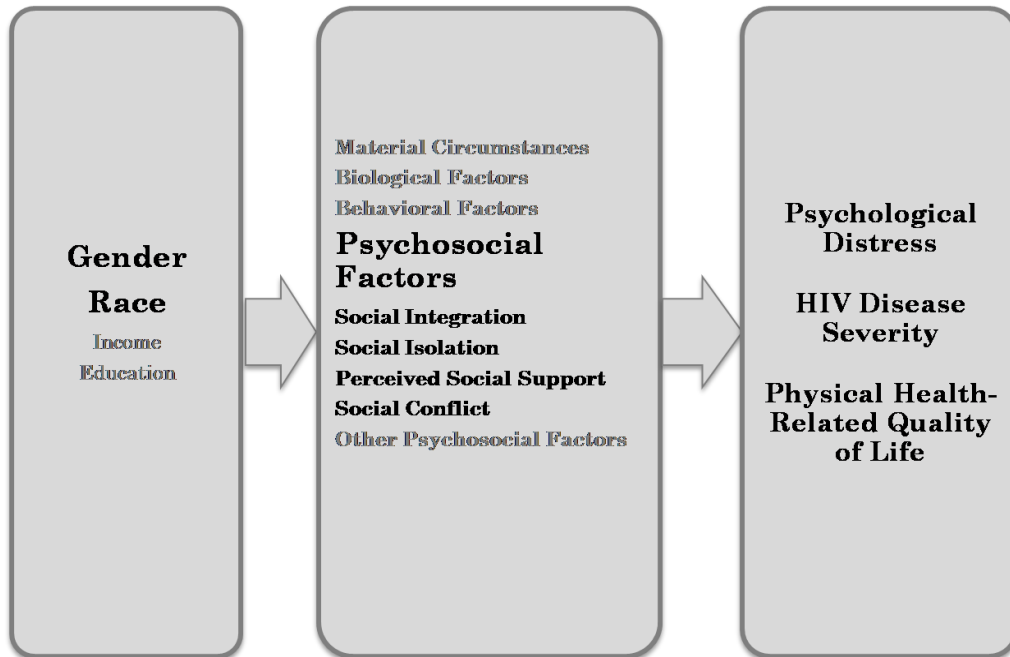 Gender
Race
Income
Education
Material Circumstances
Biological Factors
Behavioral Factors
Psychosocial
Factors
Social Integration
Social Isolation
Perceived Social Support
Social Conflict
Other Psychosocial Factors
Psychological
Distress
HIV Disease
Severity
Physical Health-
Related Quality
of Life